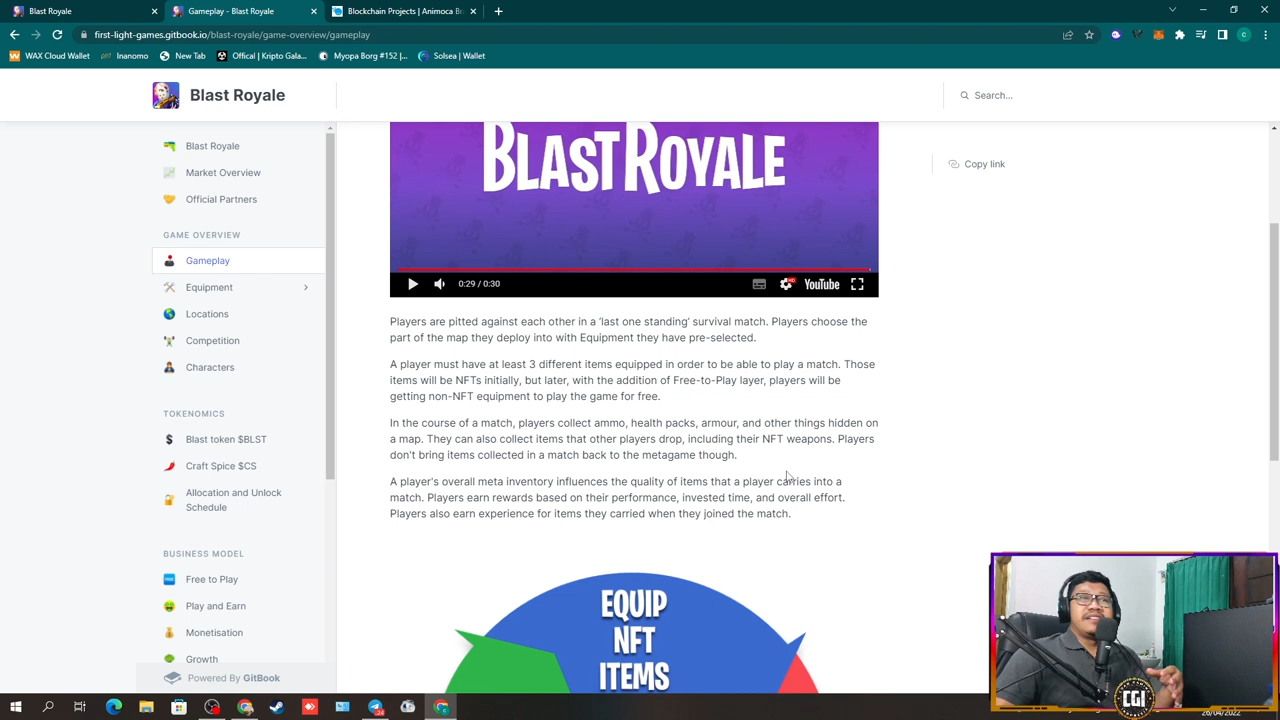 Blast Royale
Gameplay - Blast Royale
Blockchain Projects | Animoca Br
first-light-games.gitbook.io/blast-royale/game-overview/gameplay
WAX Cloud Wallet
Inanomo
New Tab
Offical | Kripto Gala...
Myopa Borg #152 |...
Solsea | Wallet
Blast Royale
Search...
Blast Royale
Market Overview
Official Partners
GAME OVERVIEW
Gameplay
Equipment
Locations
Competition
Characters
TOKENOMICS
Blast token $BLST
Craft Spice $CS
Allocation and Unlock
Schedule
BUSINESS MODEL
Free to Play
Play and Earn
Monetisation
Growth
Powered By GitBook
BLAST ROYALE
0:29 / 0:30
HD
YouTube
Copy link
Players are pitted against each other in a 'last one standing' survival match. Players choose the
part of the map they deploy into with Equipment they have pre-selected.
A player must have at least 3 different items equipped in order to be able to play a match. Those
items will be NFTs initially, but later, with the addition of Free-to-Play layer, players will be
getting non-NFT equipment to play the game for free.
In the course of a match, players collect ammo, health packs, armour, and other things hidden on
a map. They can also collect items that other players drop, including their NFT weapons. Players
don't bring items collected in a match back to the metagame though.
A player's overall meta inventory influences the quality of items that a player carries into a
match. Players earn rewards based on their performance, invested time, and overall effort.
Players also earn experience for items they carried when they joined the match.
EQUIP
NFT
ITEMS
CGI
26/04/2022